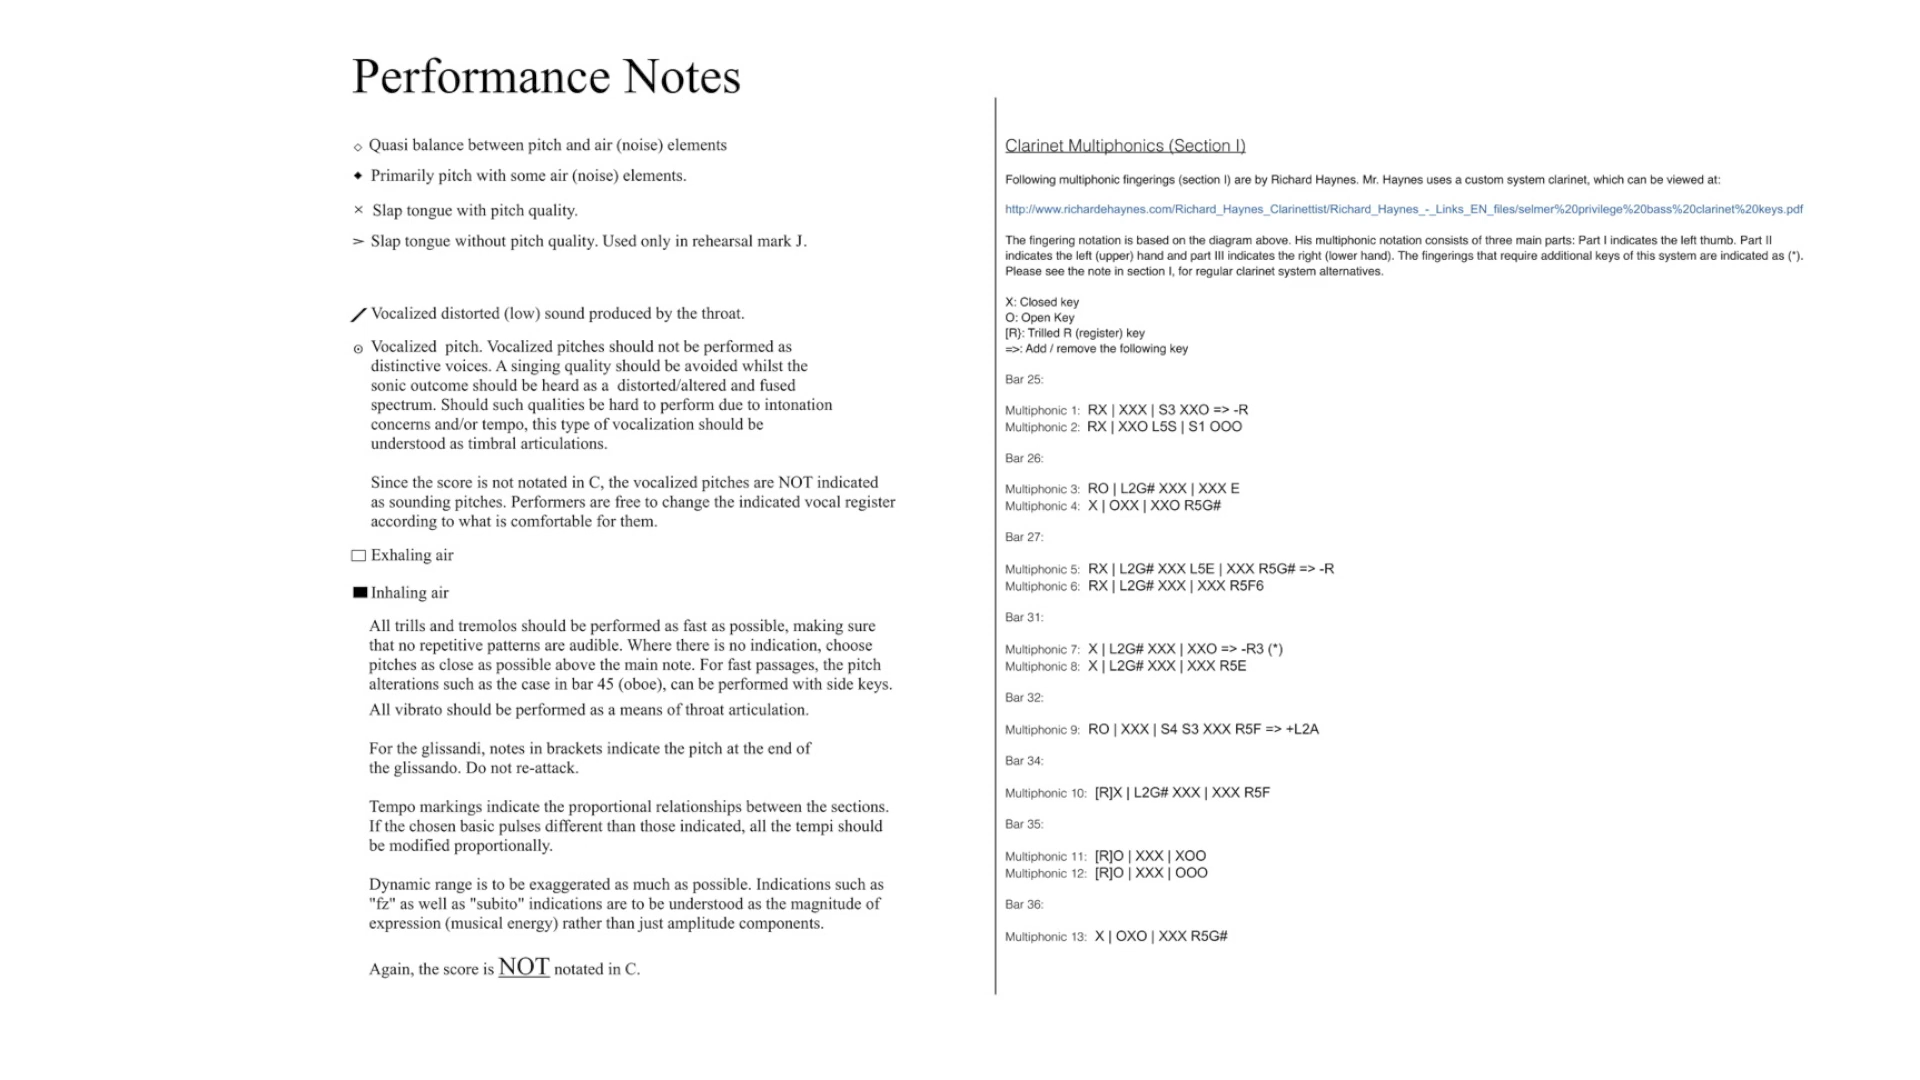 Performance Notes
◇ Quasi balance between pitch and air (noise) elements
◆ Primarily pitch with some air (noise) elements.
× Slap tongue with pitch quality.
> Slap tongue without pitch quality. Used only in rehearsal mark J.
Vocalized distorted (low) sound produced by the throat.
⊙ Vocalized pitch. Vocalized pitches should not be performed as
distinctive voices. A singing quality should be avoided whilst the
sonic outcome should be heard as a distorted/altered and fused
spectrum. Should such qualities be hard to perform due to intonation
concerns and/or tempo, this type of vocalization should be
understood as timbral articulations.
Since the score is not notated in C, the vocalized pitches are NOT indicated
as sounding pitches. Performers are free to change the indicated vocal register
according to what is comfortable for them.
□ Exhaling air
■ Inhaling air
All trills and tremolos should be performed as fast as possible, making sure
that no repetitive patterns are audible. Where there is no indication, choose
pitches as close as possible above the main note. For fast passages, the pitch
alterations such as the case in bar 45 (oboe), can be performed with side keys.
All vibrato should be performed as a means of throat articulation.
For the glissandi, notes in brackets indicate the pitch at the end of
the glissando. Do not re-attack.
Tempo markings indicate the proportional relationships between the sections.
If the chosen basic pulses different than those indicated, all the tempi should
be modified proportionally.
Dynamic range is to be exaggerated as much as possible. Indications such as
"fz" as well as "subito" indications are to be understood as the magnitude of
expression (musical energy) rather than just amplitude components.
Again, the score is NOT notated in C.
Clarinet Multiphonics (Section I)
Following multiphonic fingerings (section I) are by Richard Haynes. Mr. Haynes uses a custom system clarinet, which can be viewed at:
http://www.richardehaynes.com/Richard_Haynes_Clarinettist/Richard_Haynes_-_Links_EN_files/selmer%20privilege%20bass%20clarinet%20keys.pdf
The fingering notation is based on the diagram above. His multiphonic notation consists of three main parts: Part I indicates the left thumb. Part II
indicates the left (upper) hand and part III indicates the right (lower hand). The fingerings that require additional keys of this system are indicated as (*).
Please see the note in section I, for regular clarinet system alternatives.
X: Closed key
O: Open Key
[R}: Trilled R (register) key
=>: Add / remove the following key
Bar 25:
Multiphonic 1: RX | XXX | S3 XXO => -R
Multiphonic 2: RX | XXO L5S | S1 OOO
Bar 26:
Multiphonic 3: RO | L2G# XXX | XXX E
Multiphonic 4: X | OXX | XXO R5G#
Bar 27:
Multiphonic 5: RX | L2G# XXX L5E | XXX R5G# => -R
Multiphonic 6: RX | L2G# XXX | XXX R5F6
Bar 31:
Multiphonic 7: X | L2G# XXX | XXO => -R3 (*)
Multiphonic 8: X | L2G# XXX | XXX R5E
Bar 32:
Multiphonic 9: RO | XXX | S4 S3 XXX R5F => +L2A
Bar 34:
Multiphonic 10: [R]X | L2G# XXX | XXX R5F
Bar 35:
Multiphonic 11: [R]O | XXX | XOO
Multiphonic 12: [R]O | XXX | OOO
Bar 36:
Multiphonic 13: X | OXO | XXX R5G#